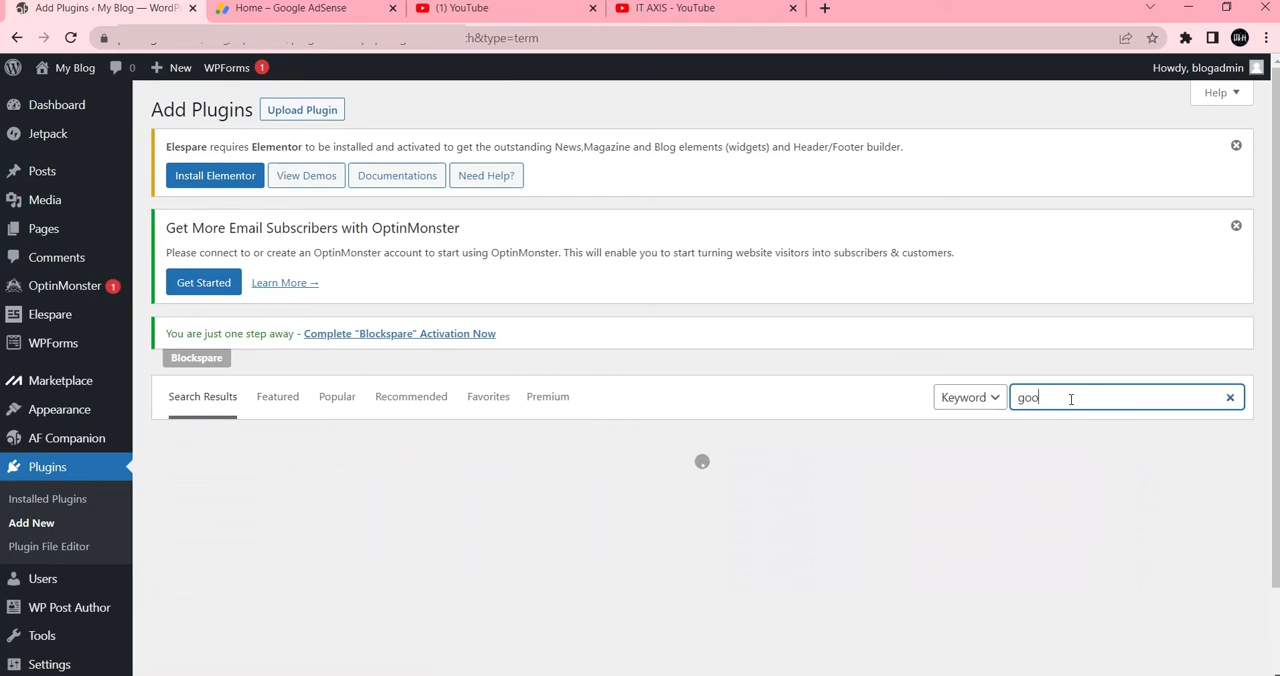 Add Plugins ‹ My Blog — WordP
Home – Google AdSense
(1) YouTube
IT AXIS - YouTube
:h&type=term
My Blog
0
New
WPForms
1
Howdy, blogadmin
Dashboard
Jetpack
Posts
Media
Pages
Comments
OptinMonster 1
Elespare
WPForms
Marketplace
Appearance
AF Companion
Plugins
Installed Plugins
Add New
Plugin File Editor
Users
WP Post Author
Tools
Settings
Help
Add Plugins
Upload Plugin
Elespare requires Elementor to be installed and activated to get the outstanding News,Magazine and Blog elements (widgets) and Header/Footer builder.
Install Elementor
View Demos
Documentations
Need Help?
Get More Email Subscribers with OptinMonster
Please connect to or create an OptinMonster account to start using OptinMonster. This will enable you to start turning website visitors into subscribers & customers.
Get Started
Learn More →
You are just one step away - Complete "Blockspare" Activation Now
Blockspare
Search Results
Featured
Popular
Recommended
Favorites
Premium
Keyword
goo